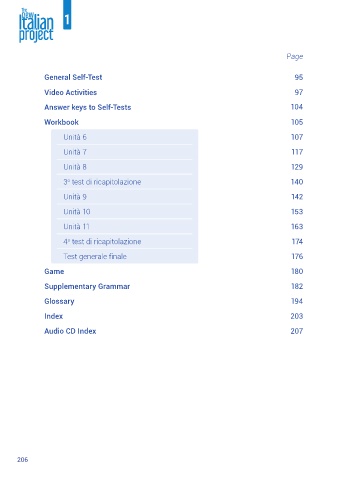 The New
Italian
project
1
Page
General Self-Test 95
Video Activities 97
Answer keys to Self-Tests 104
Workbook 105
Unità 6 107
Unità 7 117
Unità 8 129
3° test di ricapitolazione 140
Unità 9 142
Unità 10 153
Unità 11 163
4° test di ricapitolazione 174
Test generale finale 176
Game 180
Supplementary Grammar 182
Glossary 194
Index 203
Audio CD Index 207
206